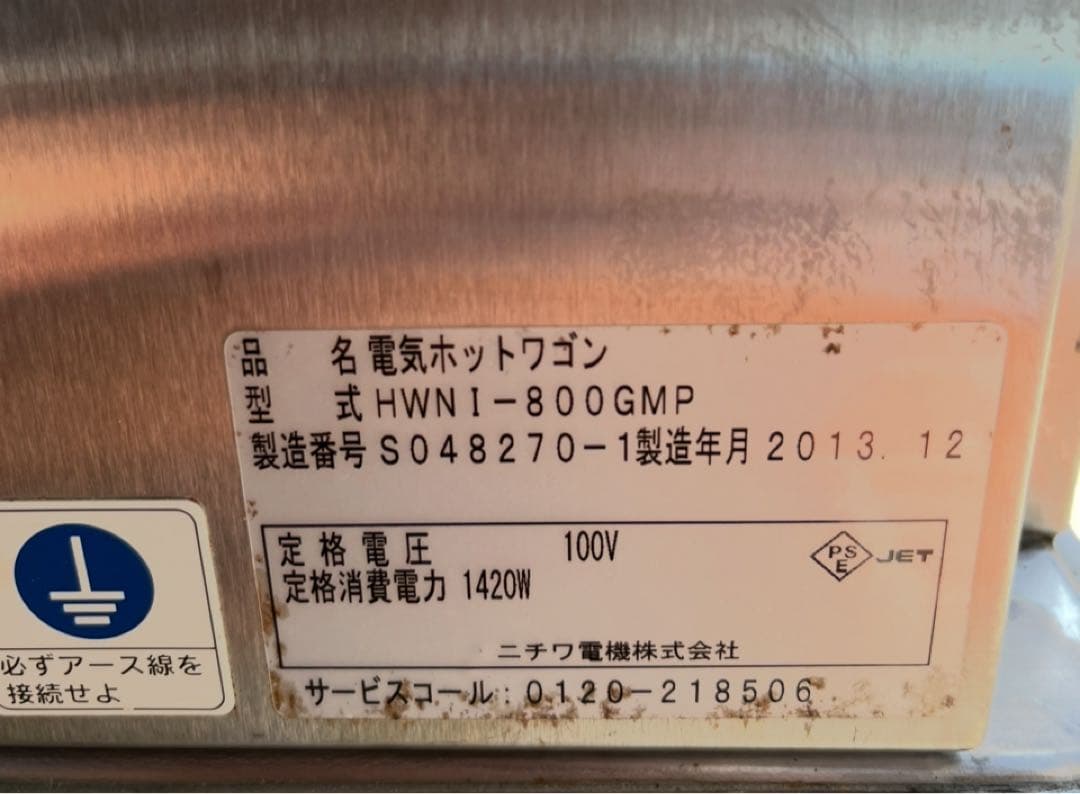 品　名 電気ホットワゴン
型　式 HWNI-800GMP
製造番号 S048270-1 製造年月 2013. 12
定格電圧　100V
定格消費電力 1420W
PSE JET
ニチワ電機株式会社
サービスコール: 0120-218506
必ずアース線を
接続せよ